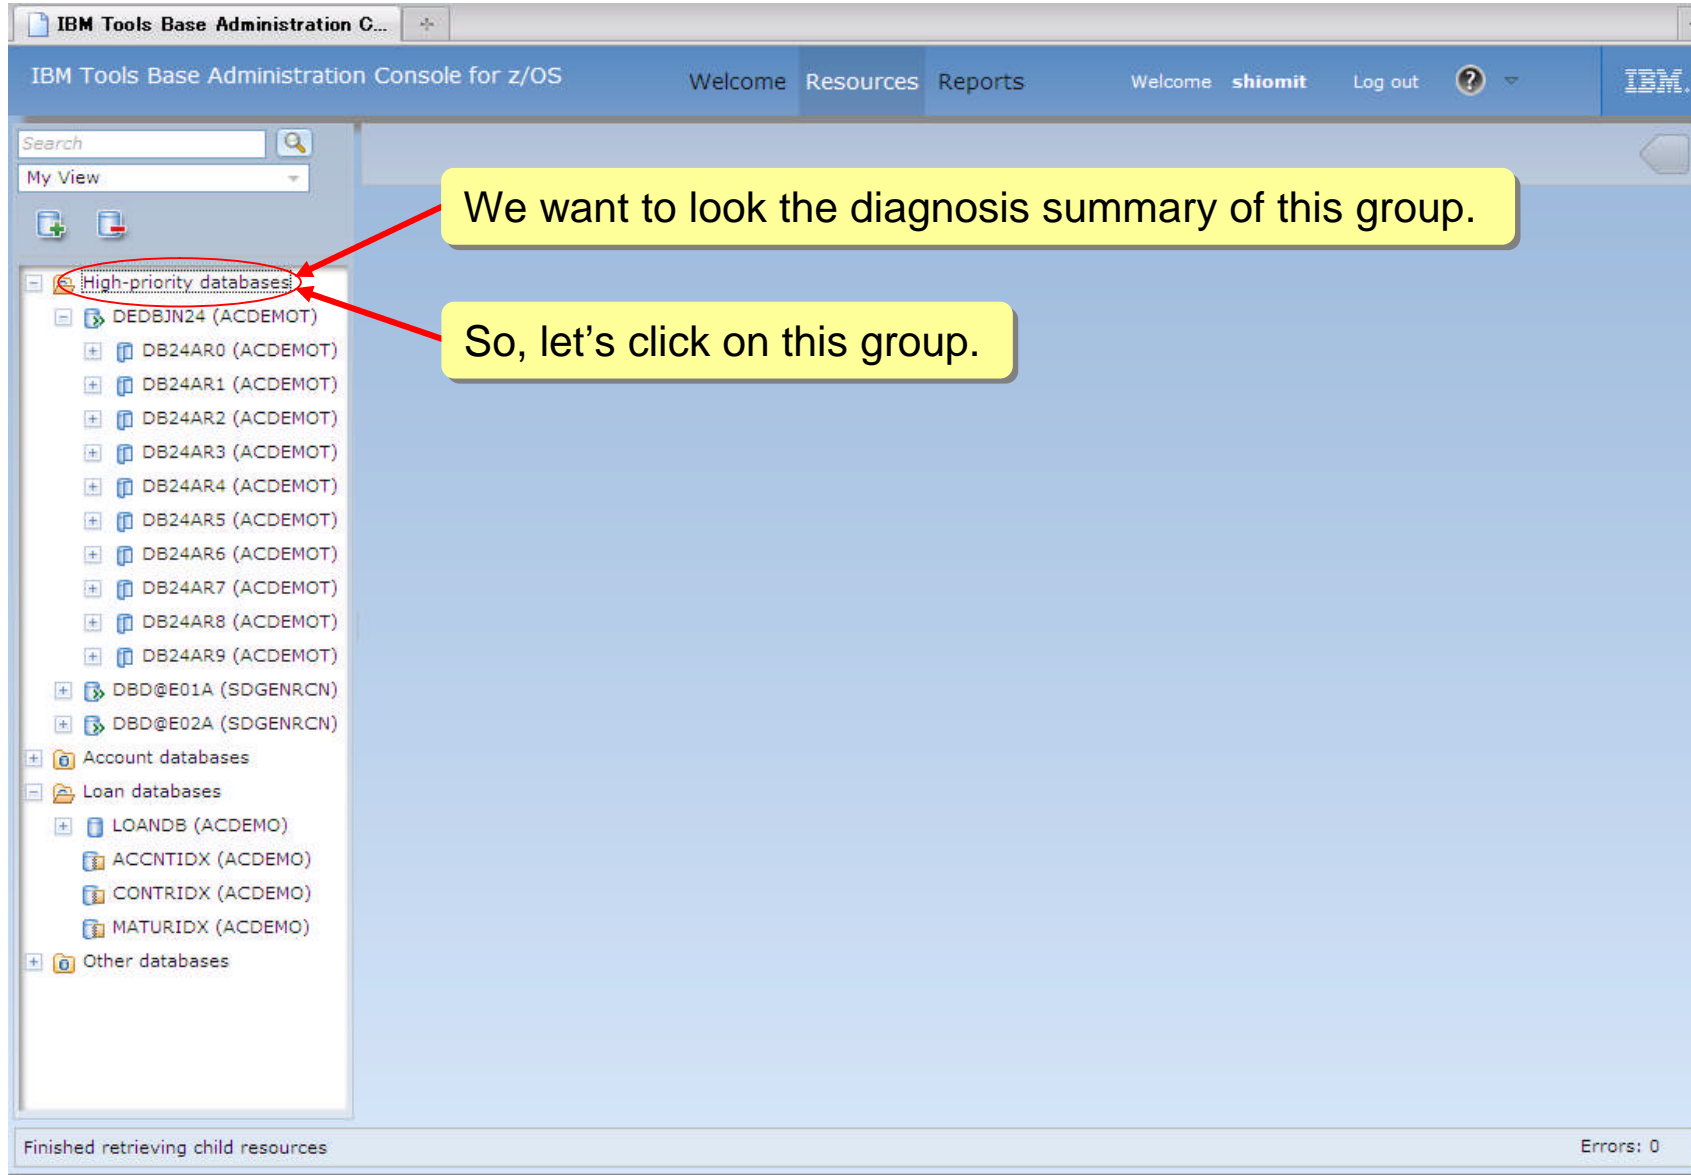 IBM Tools Base Administration C...
IBM Tools Base Administration Console for z/OS
Welcome Resources Reports
Welcome shiomit Log out
IBM.
Search
My View
We want to look the diagnosis summary of this group.
High-priority databases
DEDBJN24 (ACDEMOT)
So, let's click on this group.
DB24AR0 (ACDEMOT)
DB24AR1 (ACDEMOT)
DB24AR2 (ACDEMOT)
DB24AR3 (ACDEMOT)
DB24AR4 (ACDEMOT)
DB24AR5 (ACDEMOT)
DB24AR6 (ACDEMOT)
DB24AR7 (ACDEMOT)
DB24AR8 (ACDEMOT)
DB24AR9 (ACDEMOT)
DBD@E01A (SDGENRCN)
DBD@E02A (SDGENRCN)
Account databases
Loan databases
LOANDB (ACDEMO)
ACCNTIDX (ACDEMO)
CONTRIDX (ACDEMO)
MATURIDX (ACDEMO)
Other databases
Finished retrieving child resources
Errors: 0